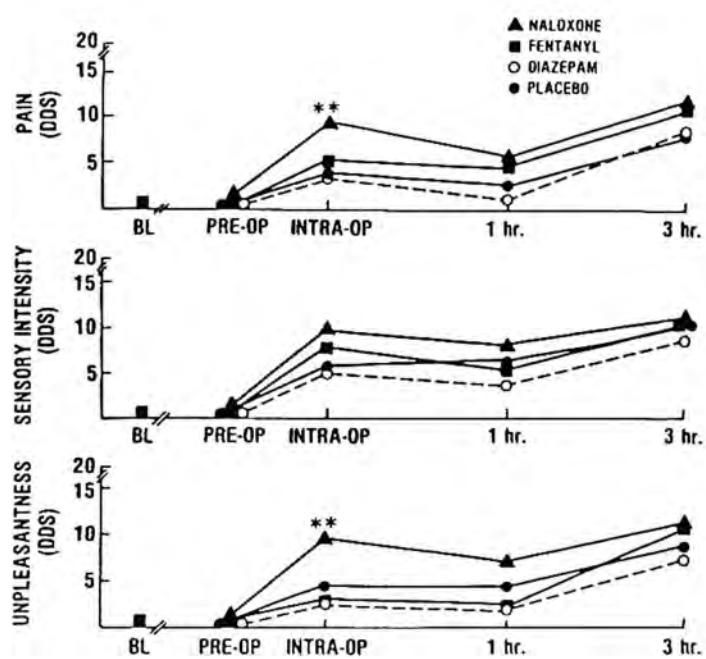 ▲ NALOXONE
■ FENTANYL
○ DIAZEPAM
● PLACEBO
PAIN
(DDS)
20
15
10
5
**
BL PRE-OP INTRA-OP 1 hr. 3 hr.
SENSORY INTENSITY
(DDS)
20
15
10
5
BL PRE-OP INTRA-OP 1 hr. 3 hr.
UNPLEASANTNESS
(DDS)
20
15
10
5
**
BL PRE-OP INTRA-OP 1 hr. 3 hr.